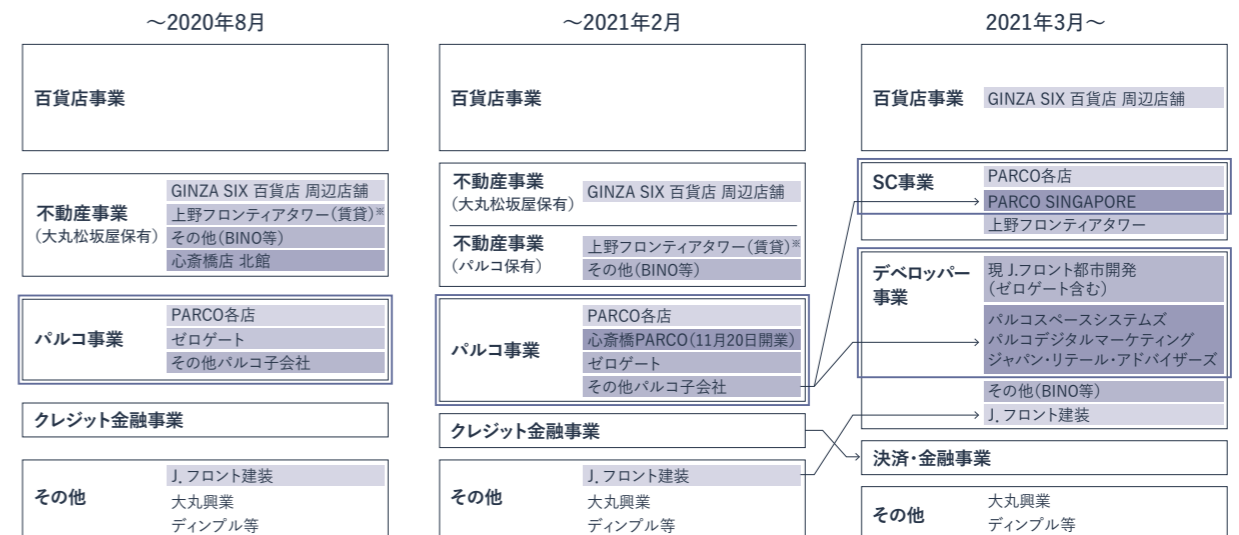 ～2020年8月
百貨店事業
不動産事業
（大丸松坂屋保有）
GINZA SIX 百貨店 周辺店舗
上野フロンティアタワー（賃貸）※
その他（BINO等）
心斎橋店 北館
パルコ事業
PARCO各店
ゼロゲート
その他パルコ子会社
クレジット金融事業
その他
J. フロント建装
大丸興業
ディンプル等
～2021年2月
百貨店事業
不動産事業
（大丸松坂屋保有）
GINZA SIX 百貨店 周辺店舗
不動産事業
（パルコ保有）
上野フロンティアタワー（賃貸）※
その他（BINO等）
パルコ事業
PARCO各店
心斎橋PARCO（11月20日開業）
ゼロゲート
その他パルコ子会社
クレジット金融事業
その他
J. フロント建装
大丸興業
ディンプル等
2021年3月～
百貨店事業
GINZA SIX 百貨店 周辺店舗
SC事業
PARCO各店
PARCO SINGAPORE
上野フロンティアタワー
デベロッパー
事業
現 J.フロント都市開発
（ゼロゲート含む）
パルコスペースシステムズ
パルコデジタルマーケティング
ジャパン・リテール・アドバイザーズ
その他（BINO等）
J. フロント建装
決済・金融事業
その他
大丸興業
ディンプル等